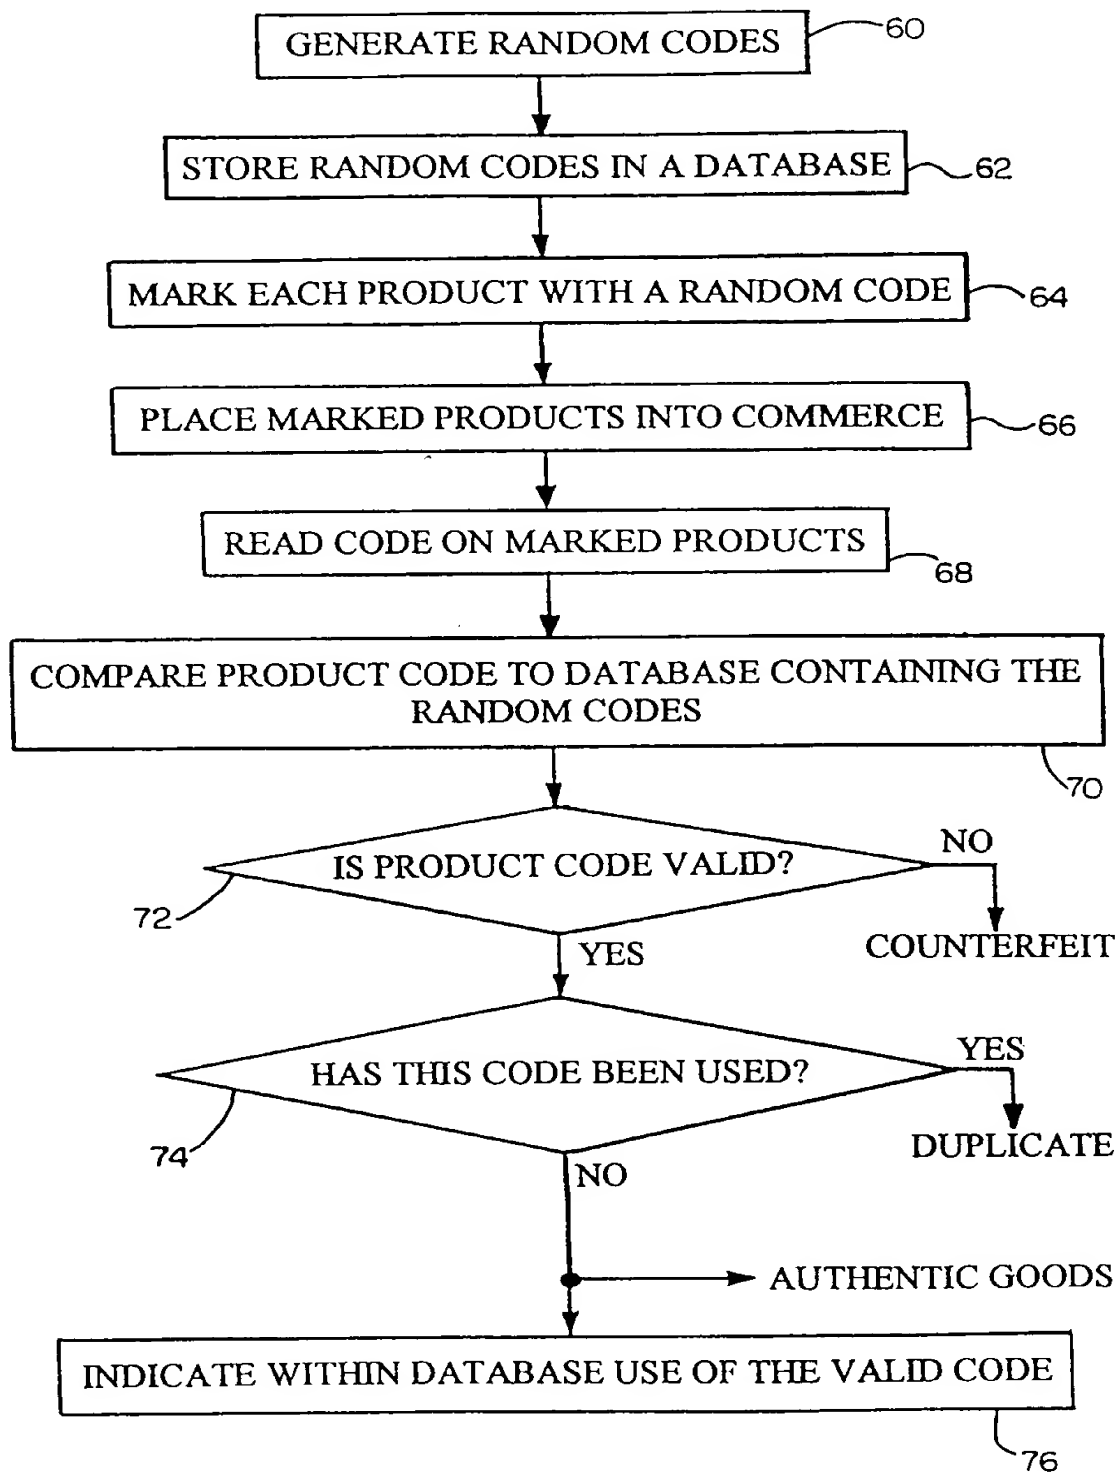 GENERATE RANDOM CODES
60
STORE RANDOM CODES IN A DATABASE
62
MARK EACH PRODUCT WITH A RANDOM CODE
64
PLACE MARKED PRODUCTS INTO COMMERCE
66
READ CODE ON MARKED PRODUCTS
68
COMPARE PRODUCT CODE TO DATABASE CONTAINING THE
RANDOM CODES
70
IS PRODUCT CODE VALID?
NO
72
COUNTERFEIT
YES
HAS THIS CODE BEEN USED?
YES
74
DUPLICATE
NO
AUTHENTIC GOODS
INDICATE WITHIN DATABASE USE OF THE VALID CODE
76